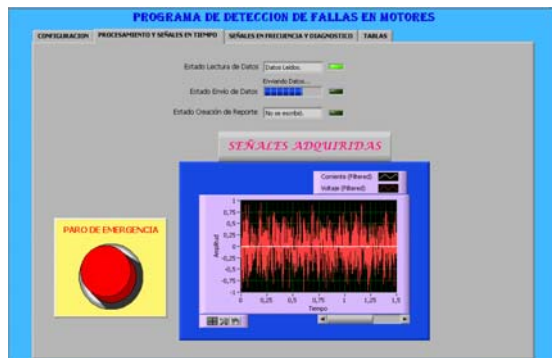 PROGRAMA DE DETECCION DE FALLAS EN MOTORES
CONFIGURACION PROCESAMIENTO Y SEÑALES EN TIEMPO SEÑALES EN FRECUENCIA Y DIAGNOSTICO TABLAS
Estado Lectura de Datos Datos Leídos.
Enviando Datos...
Estado Envío de Datos
Estado Creación de Reporte No se escribió.
SEÑALES ADQUIRIDAS
Corriente (Filtered)
Voltaje (Filtered)
PARO DE EMERGENCIA
Amplitud
1
0,75
0,5
0,25
0
-0,25
-0,5
-0,75
-1
0 0,25 0,5 0,75 1 1,25 1,5
Tiempo